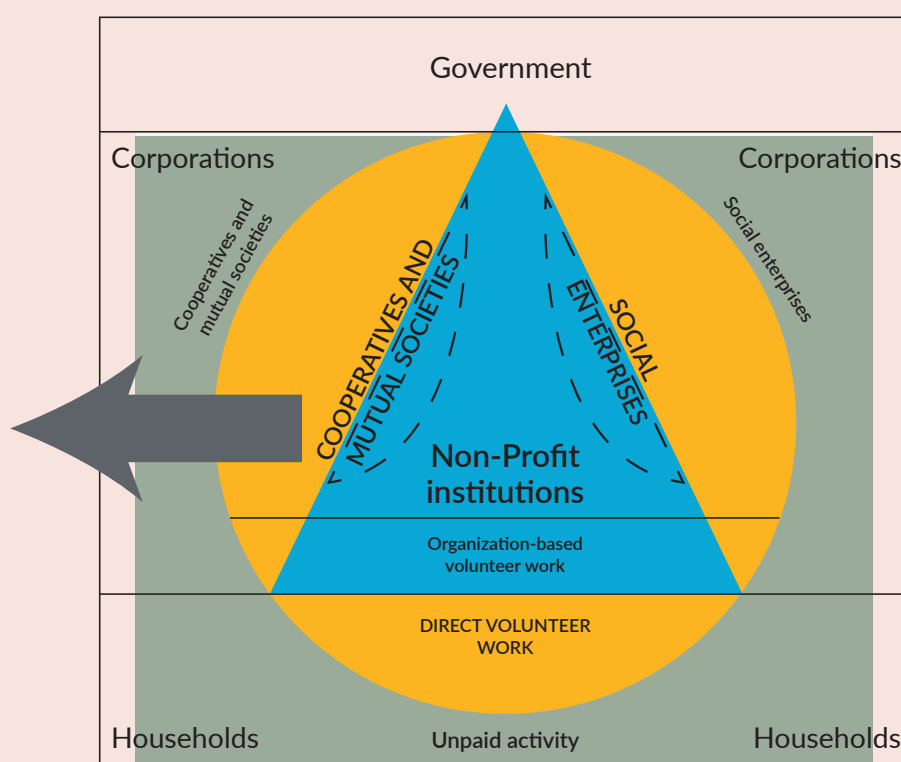 Government
Corporations
Corporations
Cooperatives and
mutual societies
Social enterprises
COOPERATIVES AND
MUTUAL SOCIETIES
SOCIAL
ENTERPRISES
Non-Profit
institutions
Organization-based
volunteer work
DIRECT VOLUNTEER
WORK
Households
Unpaid activity
Households